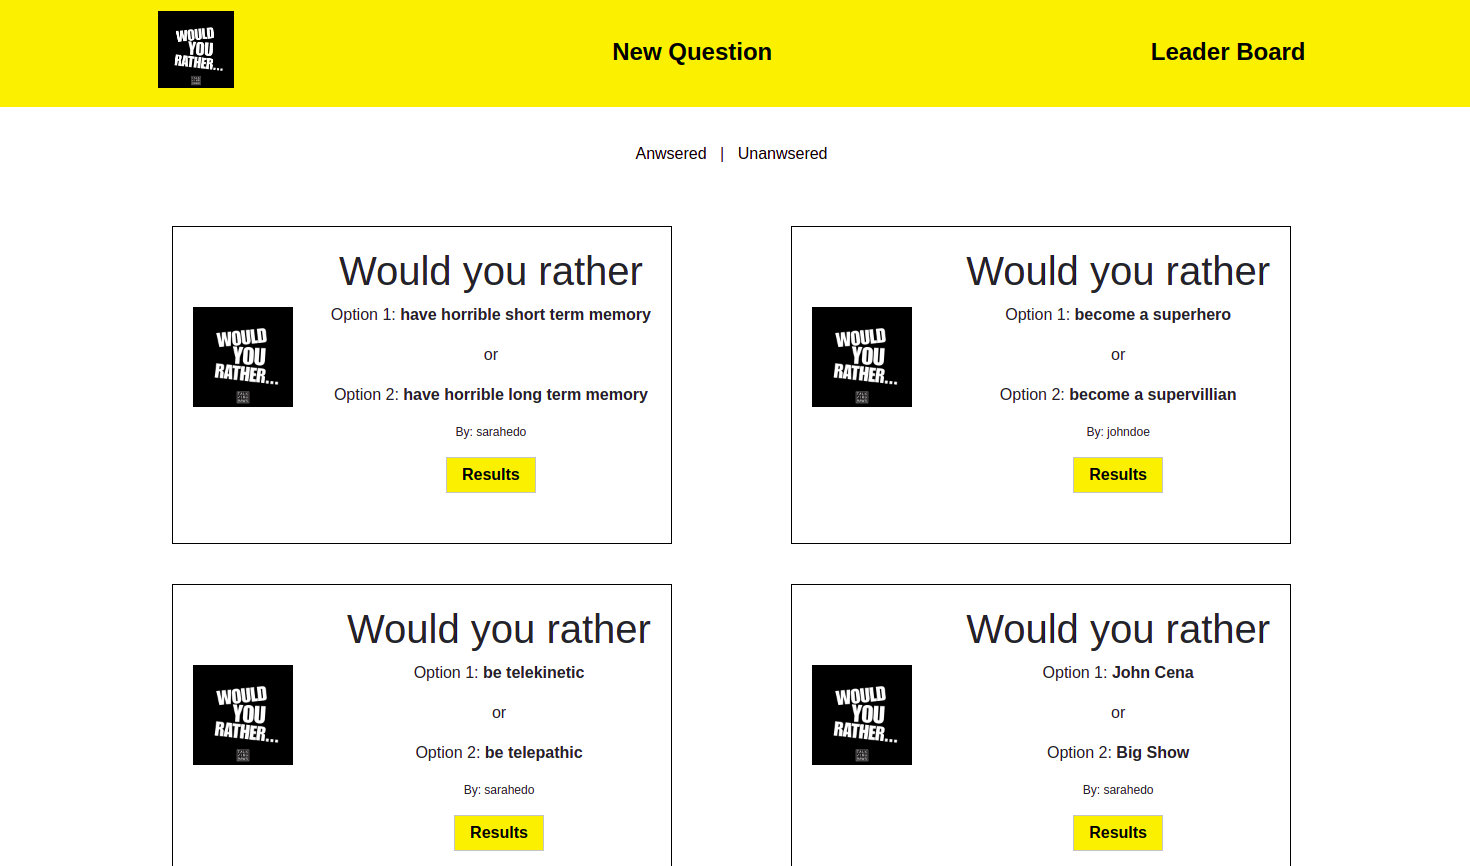 WOULD
YOU
RATHER...
New Question
Leader Board
Anwsered | Unanwsered
Would you rather
WOULD
YOU
RATHER...
Option 1: have horrible short term memory
or
Option 2: have horrible long term memory
By: sarahedo
Results
Would you rather
WOULD
YOU
RATHER...
Option 1: become a superhero
or
Option 2: become a supervillian
By: johndoe
Results
Would you rather
WOULD
YOU
RATHER...
Option 1: be telekinetic
or
Option 2: be telepathic
By: sarahedo
Results
Would you rather
WOULD
YOU
RATHER...
Option 1: John Cena
or
Option 2: Big Show
By: sarahedo
Results